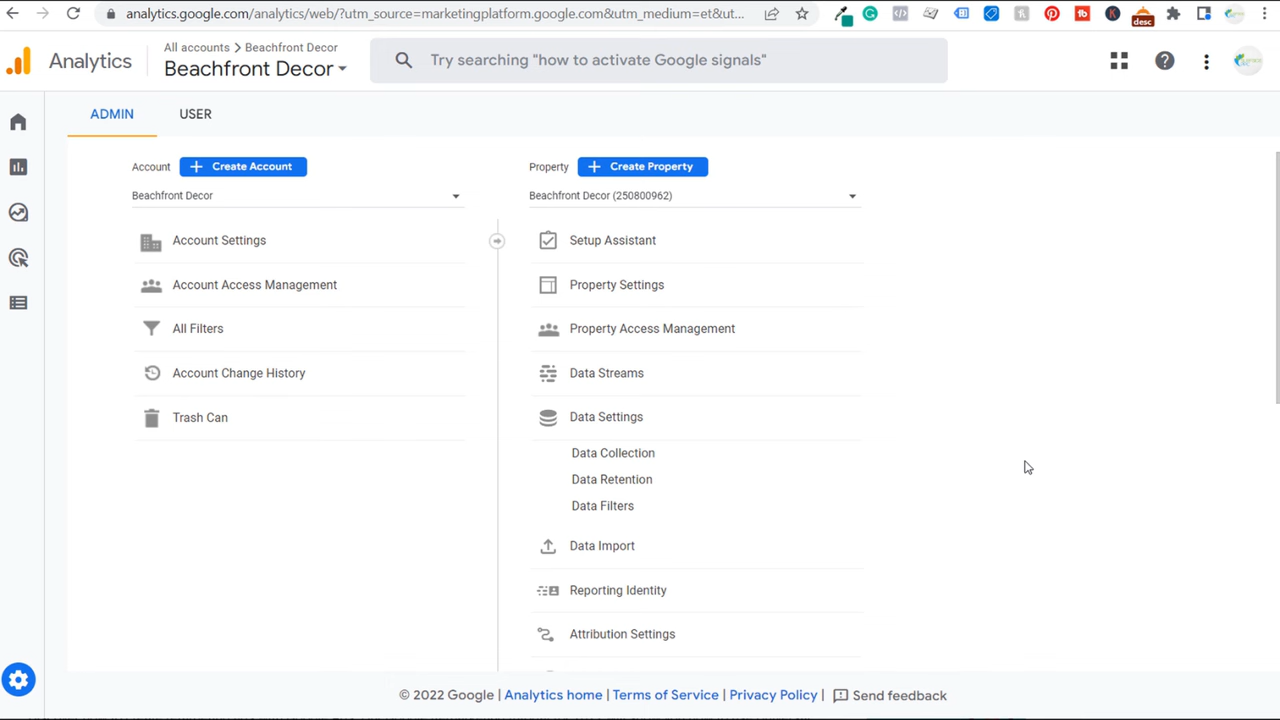 analytics.google.com/analytics/web/?utm_source=marketingplatform.google.com&utm_medium=et&ut...
desc
Analytics
All accounts > Beachfront Decor
Beachfront Decor
Try searching "how to activate Google signals"
ADMIN
USER
Account
+ Create Account
Beachfront Decor
Account Settings
Account Access Management
All Filters
Account Change History
Trash Can
Property
+ Create Property
Beachfront Decor (250800962)
Setup Assistant
Property Settings
Property Access Management
Data Streams
Data Settings
Data Collection
Data Retention
Data Filters
Data Import
Reporting Identity
Attribution Settings
© 2022 Google | Analytics home | Terms of Service | Privacy Policy | Send feedback